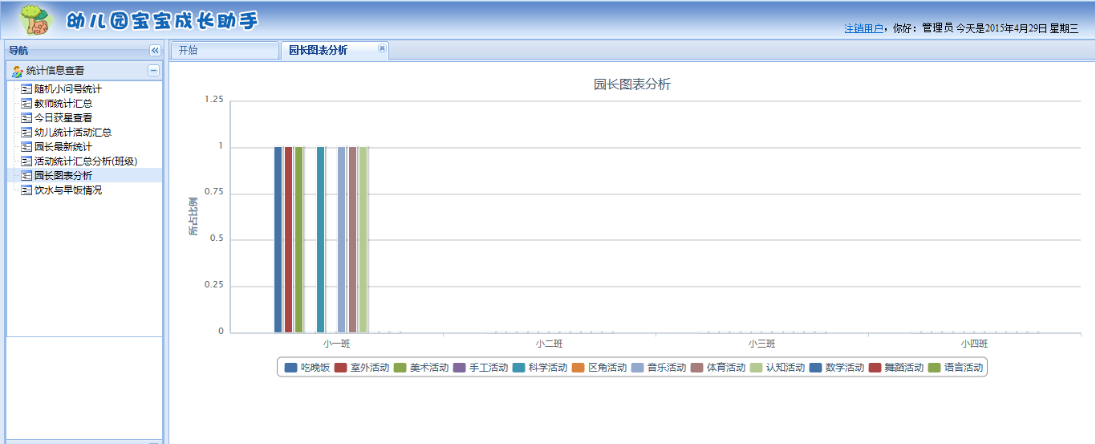 幼儿园宝宝成长助手
注销用户，你好：管理员 今天是2015年4月29日 星期三
导航
开始
园长图表分析
统计信息查看
随机小问号统计
教师统计汇总
今日获星查看
幼儿统计活动汇总
园长最新统计
活动统计汇总分析(班级)
园长图表分析
饮水与早饭情况
园长图表分析
1.25
1
0.75
0.5
0.25
0
所占比例
小一班 小二班 小三班 小四班
吃晚饭 室外活动 美术活动 手工活动 科学活动 区角活动 音乐活动 体育活动 认知活动 数学活动 舞蹈活动 语言活动